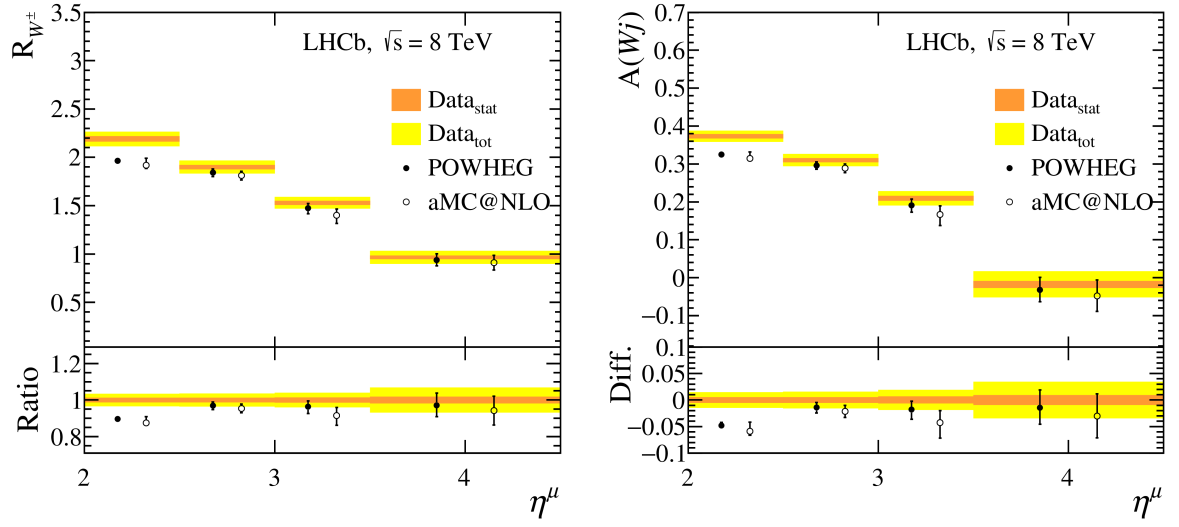 R_{W^±}
3.5
3
2.5
2
1.5
1
0.5
LHCb, √s = 8 TeV
Data_stat
Data_tot
POWHEG
aMC@NLO
Ratio
1.2
1
0.8
2
3
4
η^μ
A(Wj)
0.7
0.6
0.5
0.4
0.3
0.2
0.1
0
−0.1
LHCb, √s = 8 TeV
Data_stat
Data_tot
POWHEG
aMC@NLO
Diff.
0.1
0.05
0
−0.05
−0.1
2
3
4
η^μ